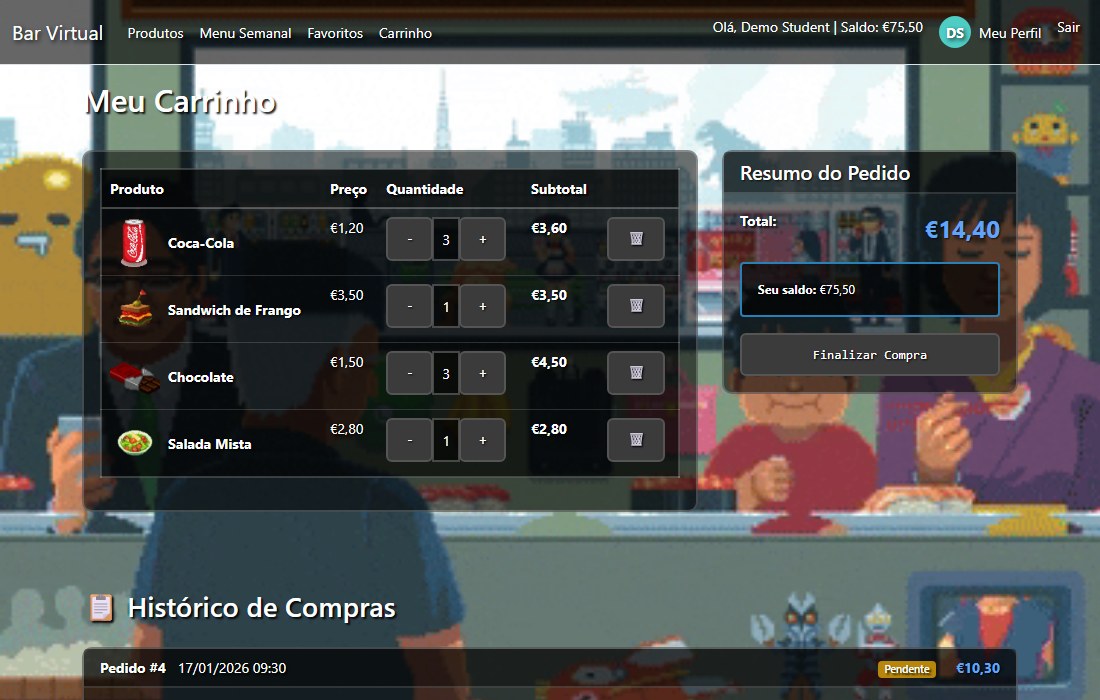 Bar Virtual Produtos Menu Semanal Favoritos Carrinho Olá, Demo Student | Saldo: €75,50 DS Meu Perfil Sair
Meu Carrinho
Produto Preço Quantidade Subtotal
Coca-Cola €1,20 - 3 + €3,60
Sandwich de Frango €3,50 - 1 + €3,50
Chocolate €1,50 - 3 + €4,50
Salada Mista €2,80 - 1 + €2,80
Resumo do Pedido
Total: €14,40
Seu saldo: €75,50
Finalizar Compra
Histórico de Compras
Pedido #4 17/01/2026 09:30 Pendente €10,30